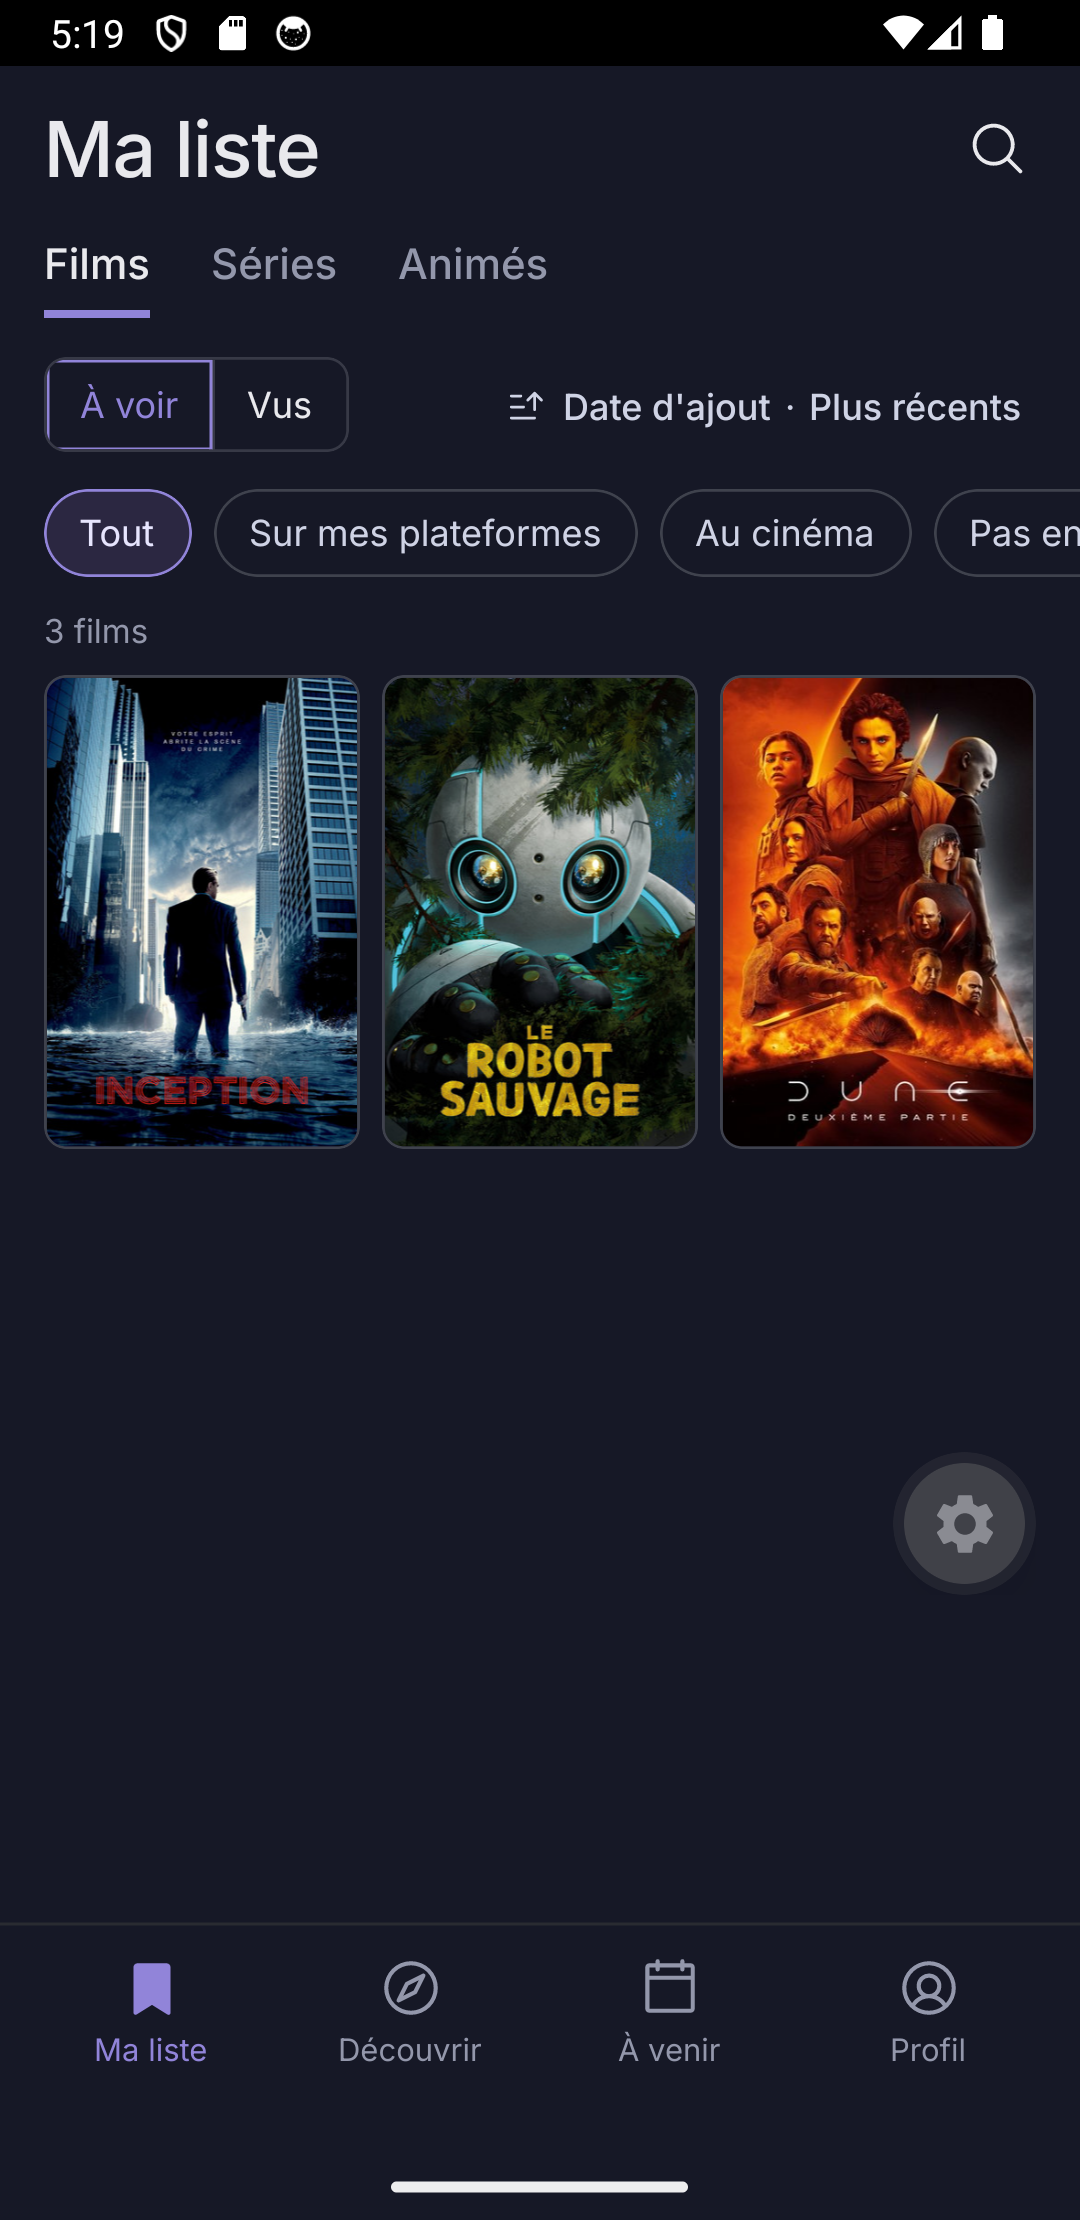 5:19
Ma liste
Films Séries Animés
À voir Vus Date d'ajout · Plus récents
Tout Sur mes plateformes Au cinéma Pas en
3 films
VOTRE ESPRIT
ABRITE LA SCÈNE
DU CRIME
INCEPTION
LE
ROBOT
SAUVAGE
DUNE
DEUXIÈME PARTIE
Ma liste Découvrir À venir Profil